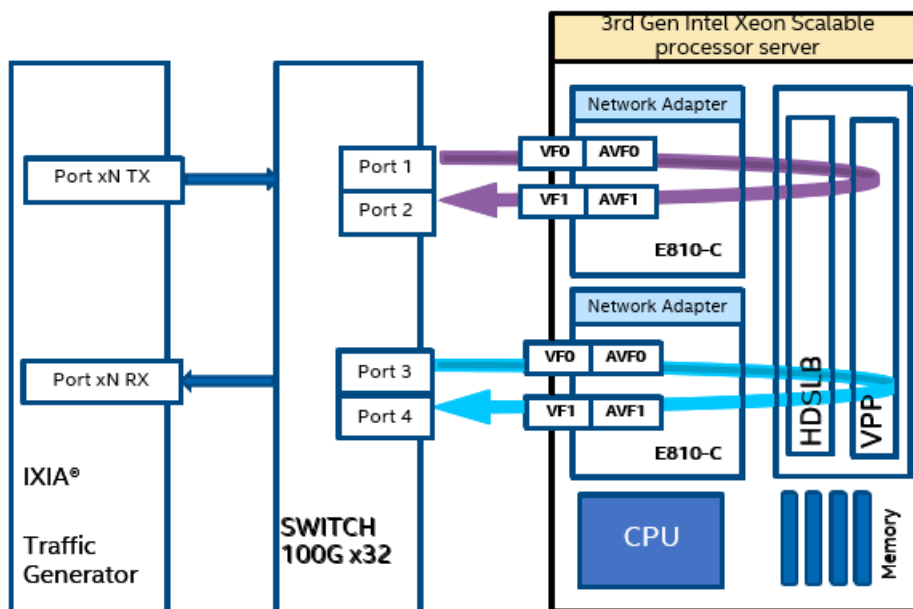 3rd Gen Intel Xeon Scalable
processor server
Port xN TX
Port xN RX
IXIA®
Traffic
Generator
Port 1
Port 2
Port 3
Port 4
SWITCH
100G x32
Network Adapter
VF0
AVF0
VF1
AVF1
E810-C
Network Adapter
VF0
AVF0
VF1
AVF1
E810-C
HDSLB
VPP
CPU
Memory